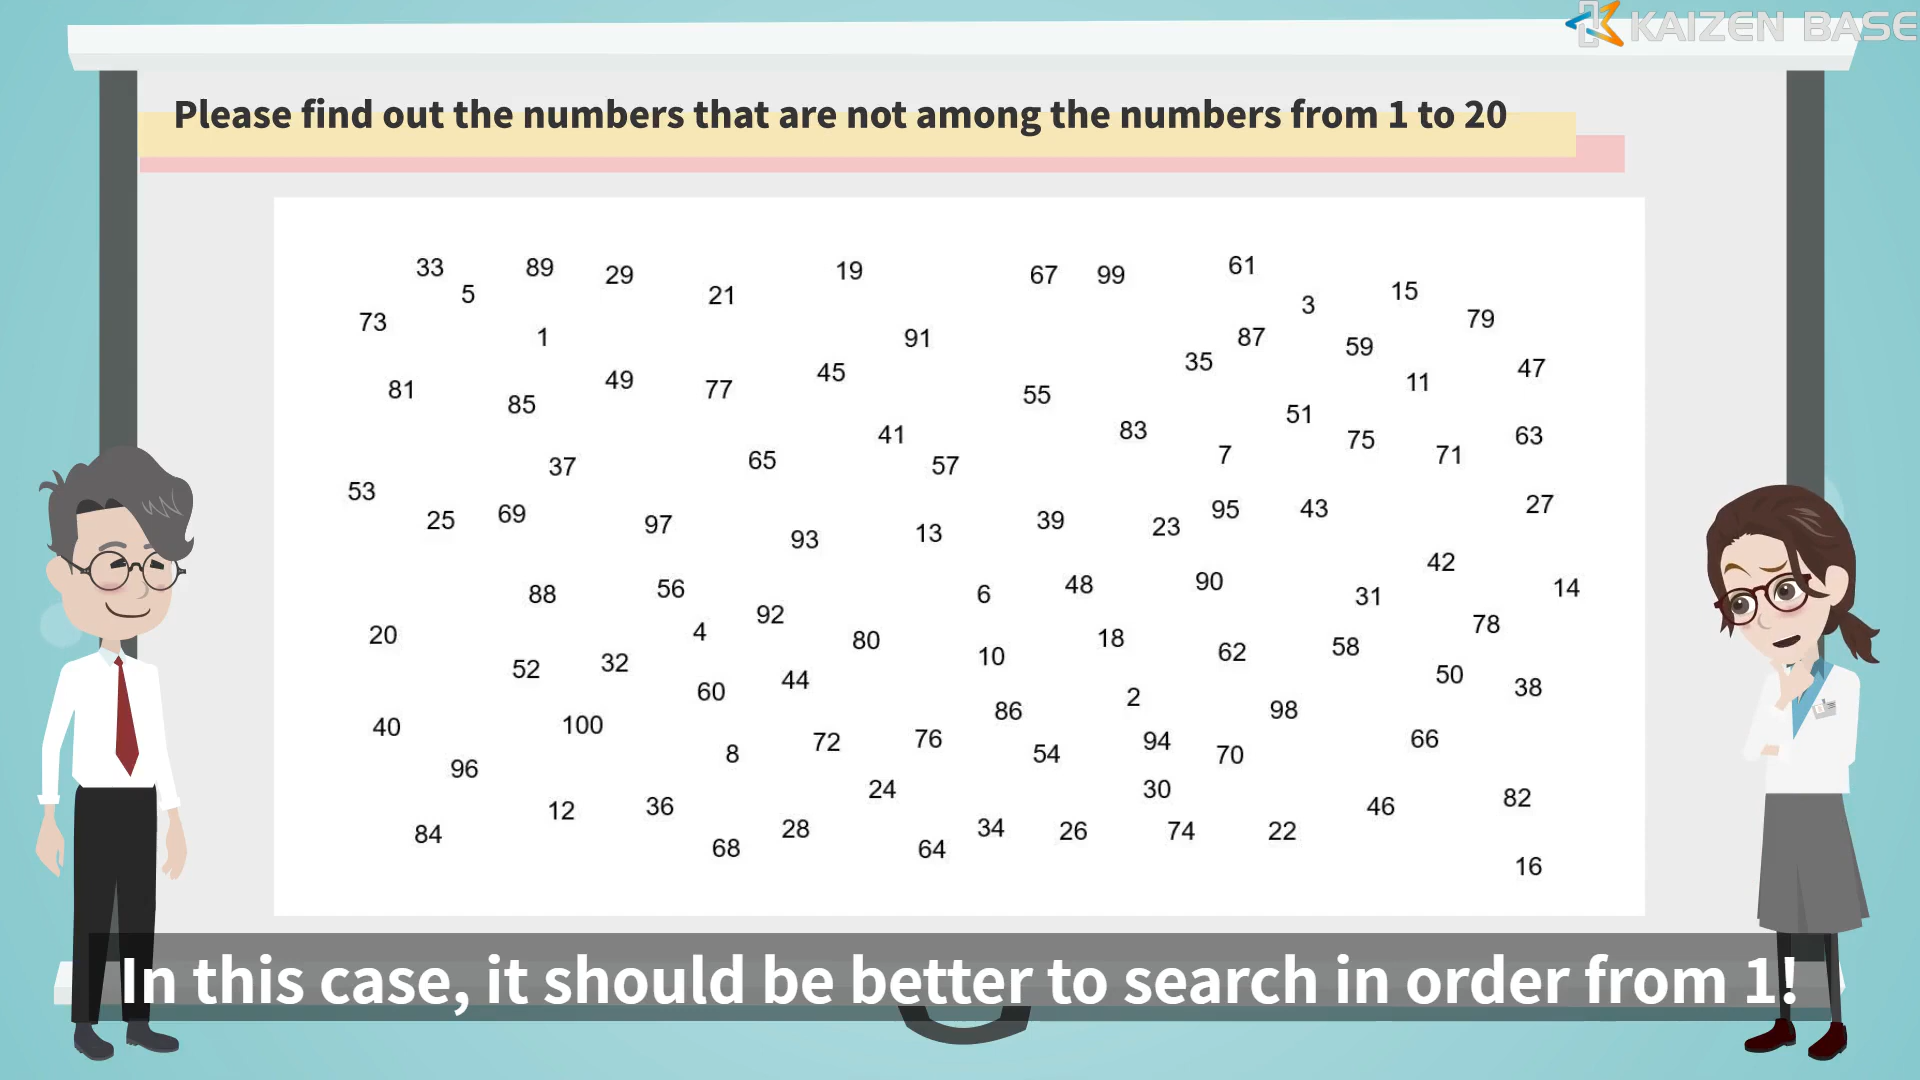 KAIZEN BASE
Please find out the numbers that are not among the numbers from 1 to 20
33 89 29 19 67 99 61
5 21 3 15
73 1 91 87 59 79
81 85 49 77 45 55 35 11 47
41 83 51 75 63
53 37 65 57 7 71
25 69 97 93 13 39 23 95 43 27
88 56 92 6 48 90 31 42 14
20 4 80 18 62 58 78
52 32 60 44 10 2 50 38
40 100 72 76 86 94 98 66
96 8 24 54 30 70 82
84 12 36 28 34 26 74 22 46
68 64 16
In this case, it should be better to search in order from 1!